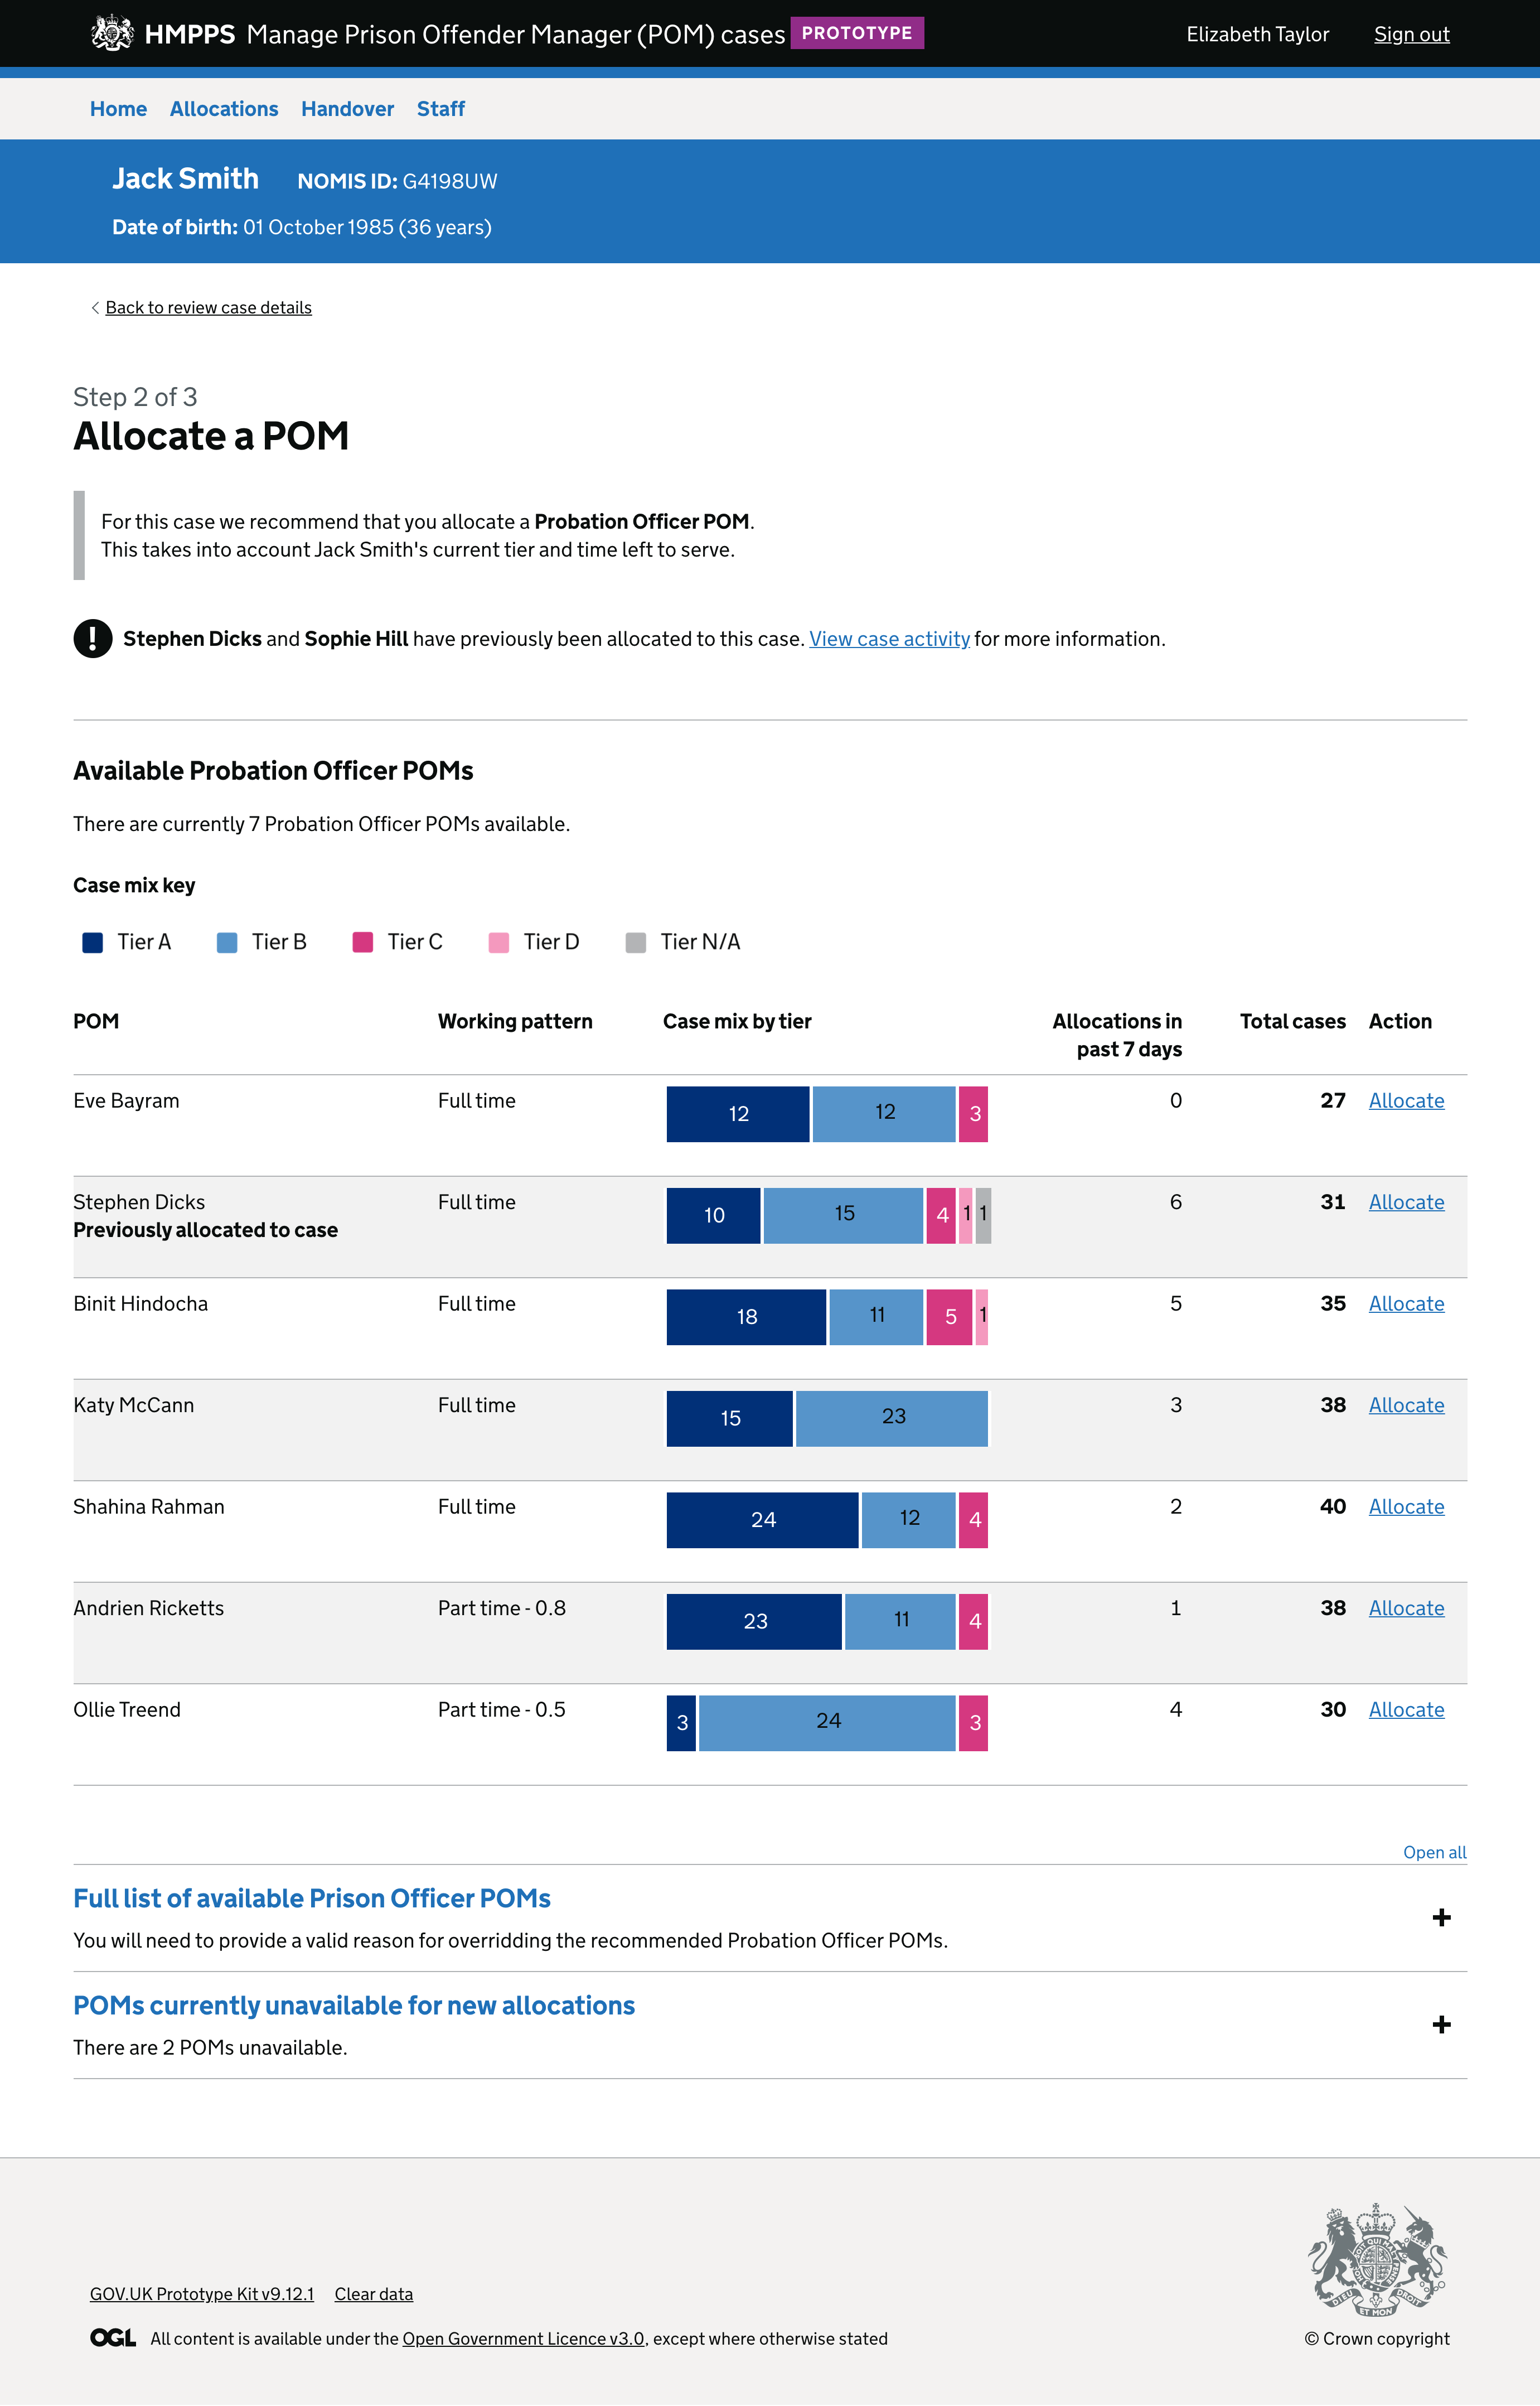 HMPPS Manage Prison Offender Manager (POM) cases PROTOTYPE Elizabeth Taylor Sign out
Home Allocations Handover Staff
Jack Smith NOMIS ID: G4198UW
Date of birth: 01 October 1985 (36 years)
Back to review case details
Step 2 of 3
Allocate a POM
For this case we recommend that you allocate a Probation Officer POM.
This takes into account Jack Smith's current tier and time left to serve.
! Stephen Dicks and Sophie Hill have previously been allocated to this case. View case activity for more information.
Available Probation Officer POMs
There are currently 7 Probation Officer POMs available.
Case mix key
Tier A Tier B Tier C Tier D Tier N/A
POM Working pattern Case mix by tier Allocations in past 7 days Total cases Action
Eve Bayram Full time 12 12 3 0 27 Allocate
Stephen Dicks Full time 10 15 4 1 1 6 31 Allocate
Previously allocated to case
Binit Hindocha Full time 18 11 5 1 5 35 Allocate
Katy McCann Full time 15 23 3 38 Allocate
Shahina Rahman Full time 24 12 4 2 40 Allocate
Andrien Ricketts Part time - 0.8 23 11 4 1 38 Allocate
Ollie Treend Part time - 0.5 3 24 3 4 30 Allocate
Open all
Full list of available Prison Officer POMs +
You will need to provide a valid reason for overridding the recommended Probation Officer POMs.
POMs currently unavailable for new allocations +
There are 2 POMs unavailable.
GOV.UK Prototype Kit v9.12.1 Clear data
OGL All content is available under the Open Government Licence v3.0, except where otherwise stated
DIEU ET MON DROIT
© Crown copyright